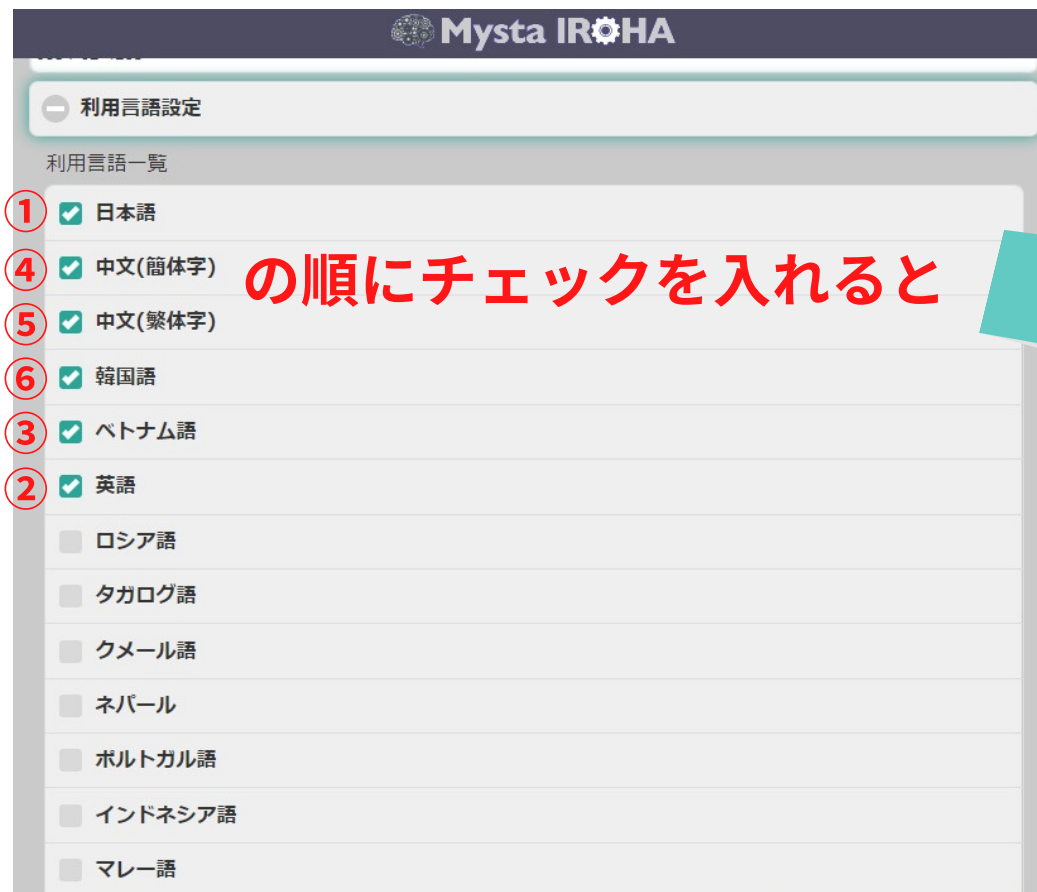 Mysta IROHA
利用言語設定
利用言語一覧
① 日本語
④ 中文(簡体字)
の順にチェックを入れると
⑤ 中文(繁体字)
⑥ 韓国語
③ ベトナム語
② 英語
ロシア語
タガログ語
クメール語
ネパール
ポルトガル語
インドネシア語
マレー語